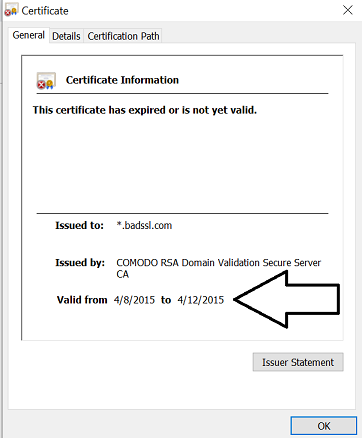 Certificate
General Details Certification Path
Certificate Information
This certificate has expired or is not yet valid.
Issued to: *.badssl.com
Issued by: COMODO RSA Domain Validation Secure Server
CA
Valid from 4/8/2015 to 4/12/2015
Issuer Statement
OK